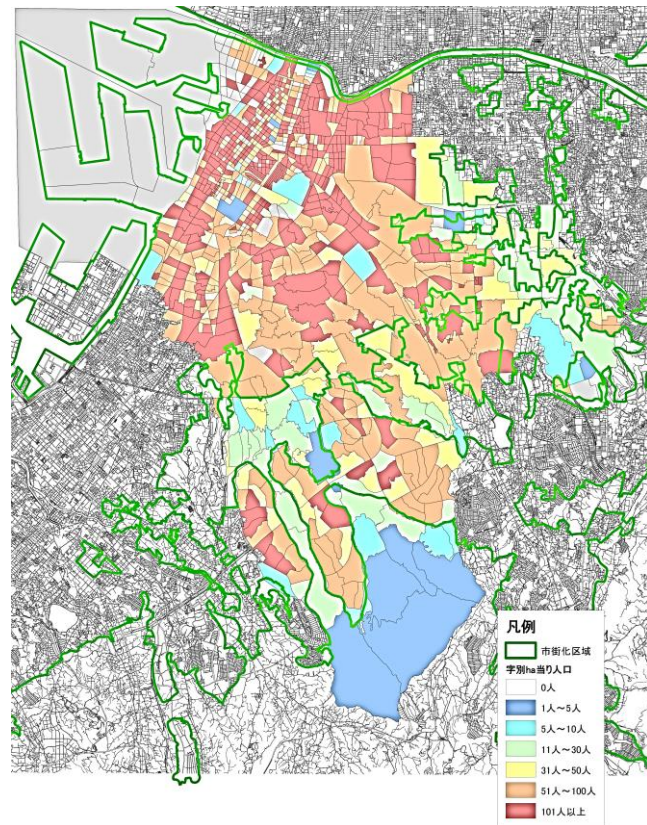 凡例
市街化区域
字別ha当り人口
0人
1人～5人
5人～10人
11人～30人
31人～50人
51人～100人
101人以上